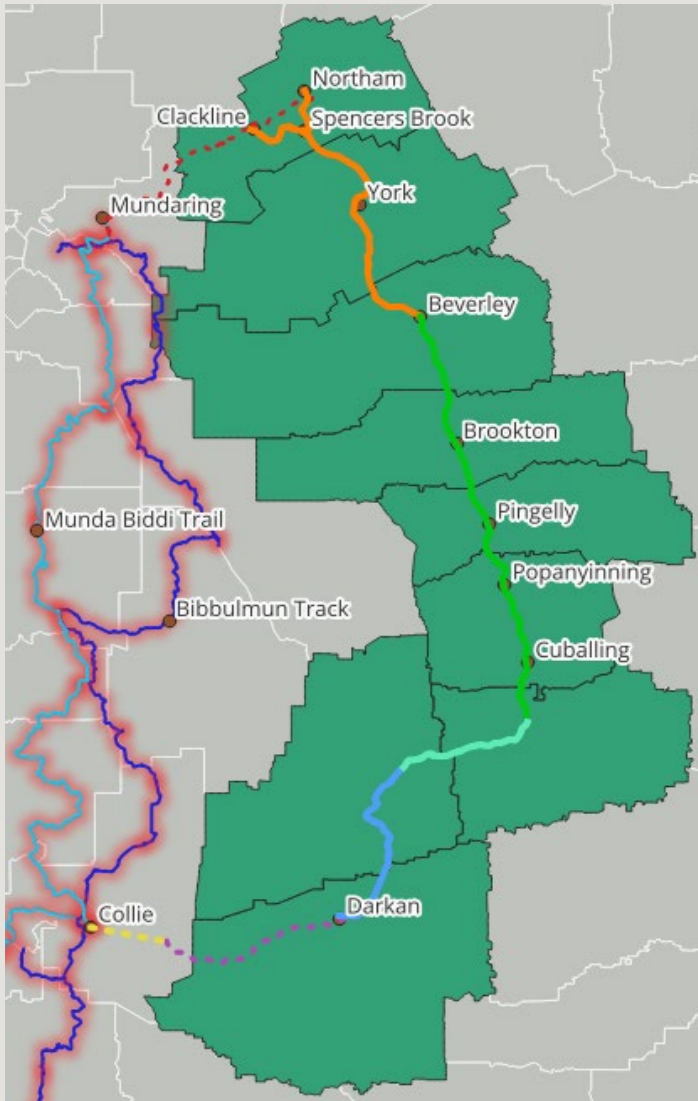 Northam
Clackline
Spencers Brook
York
Mundaring
Beverley
Brookton
Pingelly
Munda Biddi Trail
Popanyinning
Bibbulmun Track
Cuballing
Darkan
Collie